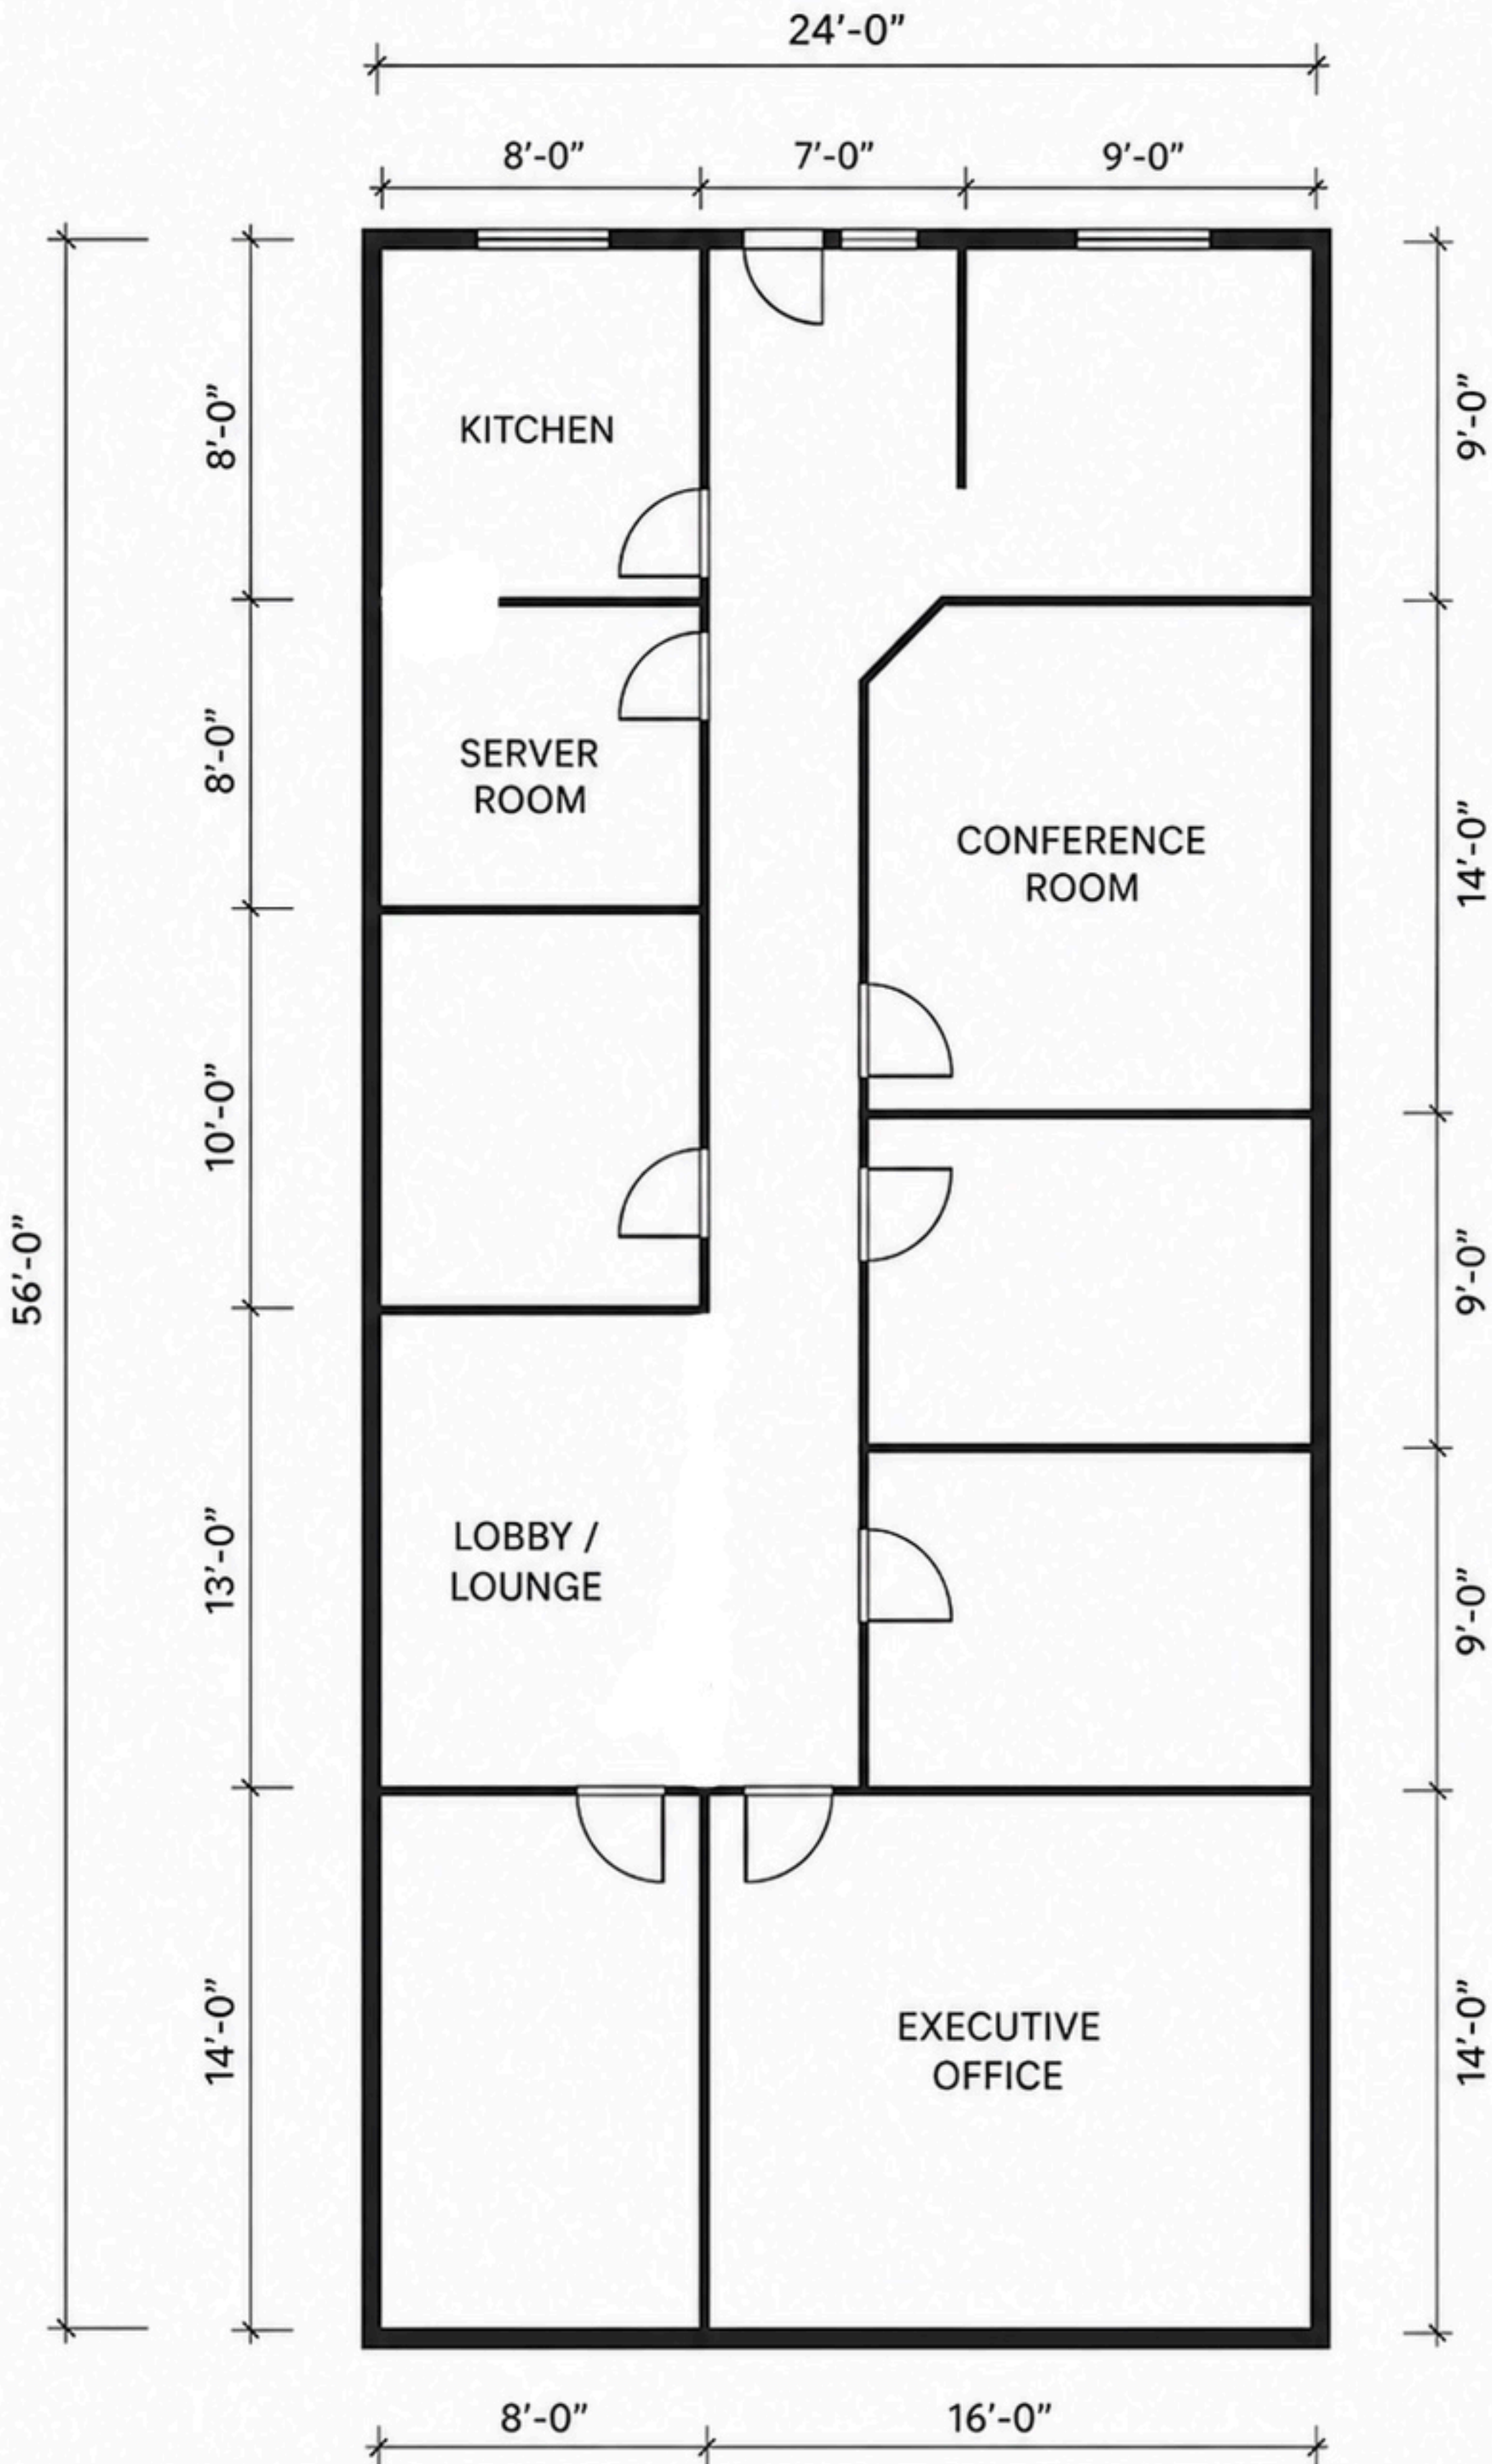 24'-0”
8'-0”
7'-0”
9'-0”
8'-0”
9'-0”
KITCHEN
8'-0”
SERVER
ROOM
14'-0”
CONFERENCE
ROOM
10'-0”
56'-0”
9'-0”
13'-0”
LOBBY /
LOUNGE
9'-0”
14'-0”
EXECUTIVE
OFFICE
14'-0”
8'-0”
16'-0”